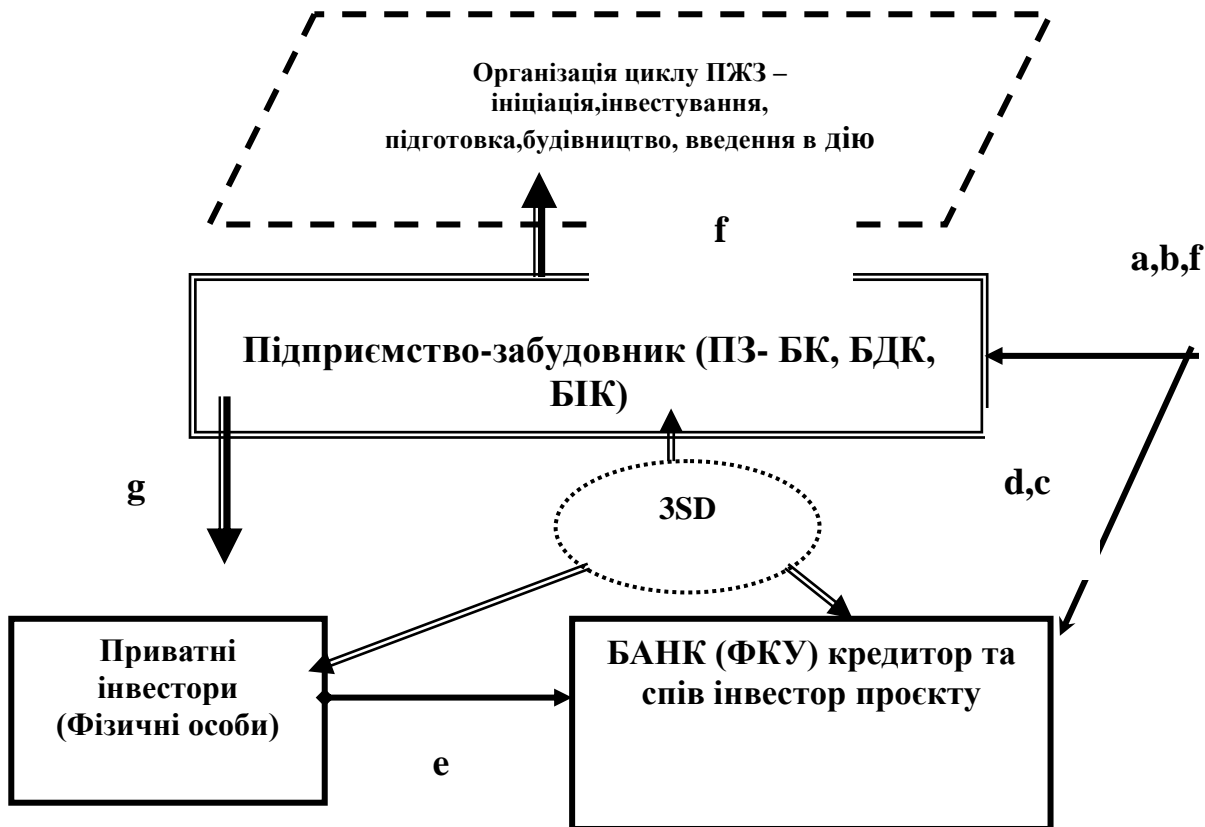 Організація циклу ПЖЗ –
ініціація,інвестування,
підготовка,будівництво, введення в дію
f
a,b,f
Підприємство-забудовник (ПЗ- БК, БДК,
БІК)
g
3SD
d,c
Приватні
інвестори
(Фізичні особи)
БАНК (ФКУ) кредитор та
спів інвестор проєкту
e